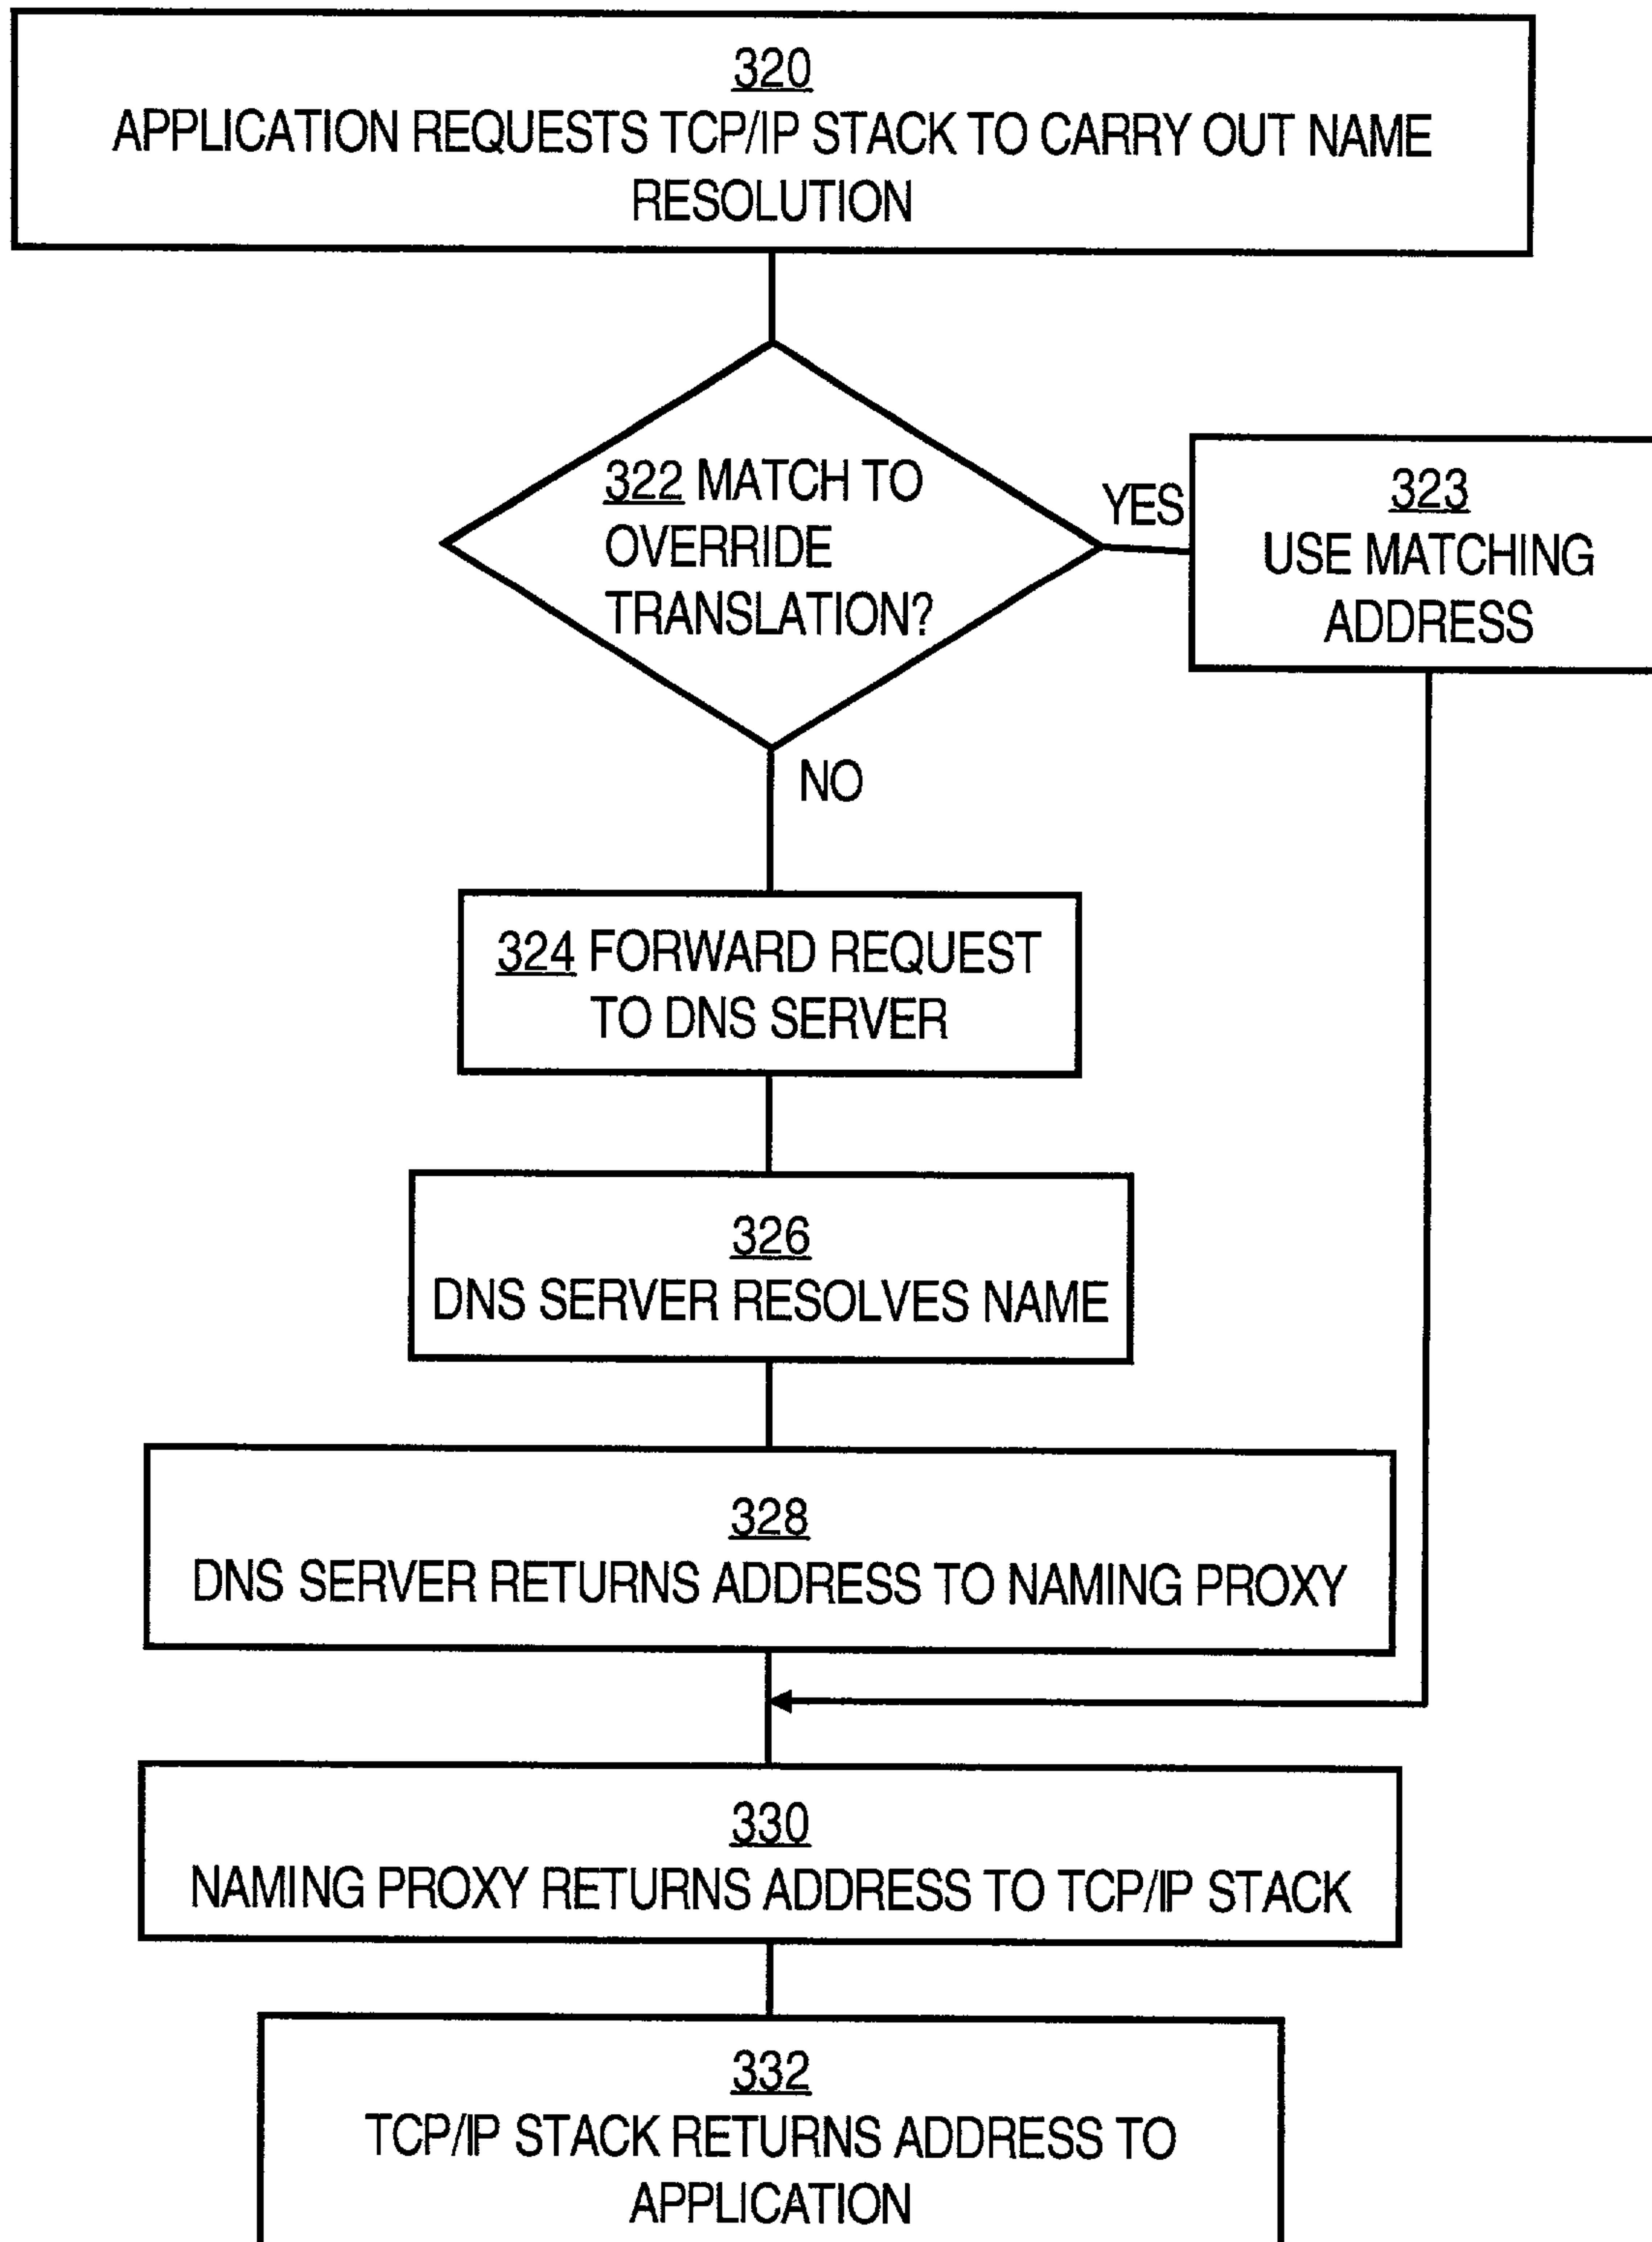 320
APPLICATION REQUESTS TCP/IP STACK TO CARRY OUT NAME
RESOLUTION
322 MATCH TO
OVERRIDE
TRANSLATION?
YES
323
USE MATCHING
ADDRESS
NO
324 FORWARD REQUEST
TO DNS SERVER
326
DNS SERVER RESOLVES NAME
328
DNS SERVER RETURNS ADDRESS TO NAMING PROXY
330
NAMING PROXY RETURNS ADDRESS TO TCP/IP STACK
332
TCP/IP STACK RETURNS ADDRESS TO
APPLICATION